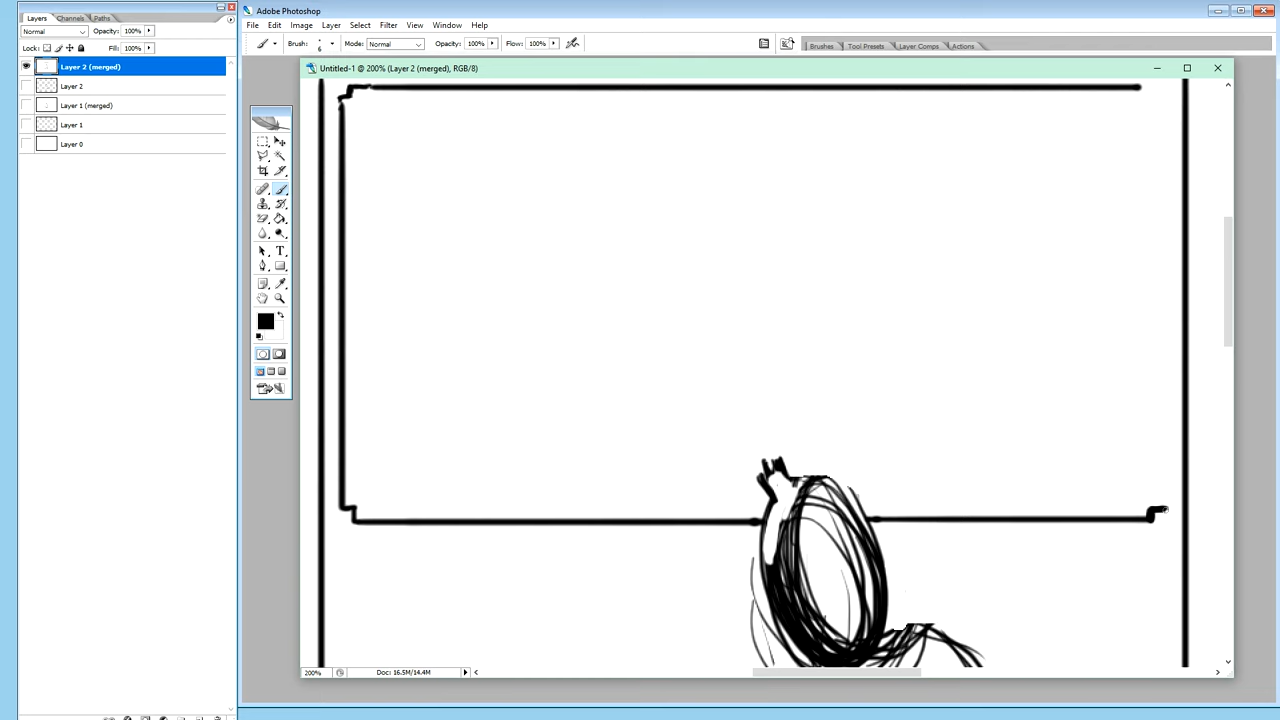 Adobe Photoshop
Layers Channels Paths
File Edit Image Layer Select Filter View Window Help
Normal Opacity: 100%
Brush: 6 Mode: Normal Opacity: 100% Flow: 100% Brushes Tool Presets Layer Comps Actions
Lock: Fill: 100%
Layer 2 (merged)
Untitled-1 @ 200% (Layer 2 (merged), RGB/8)
Layer 2
Layer 1 (merged)
Layer 1
Layer 0
T
200% Doc: 16.5M/14.4M